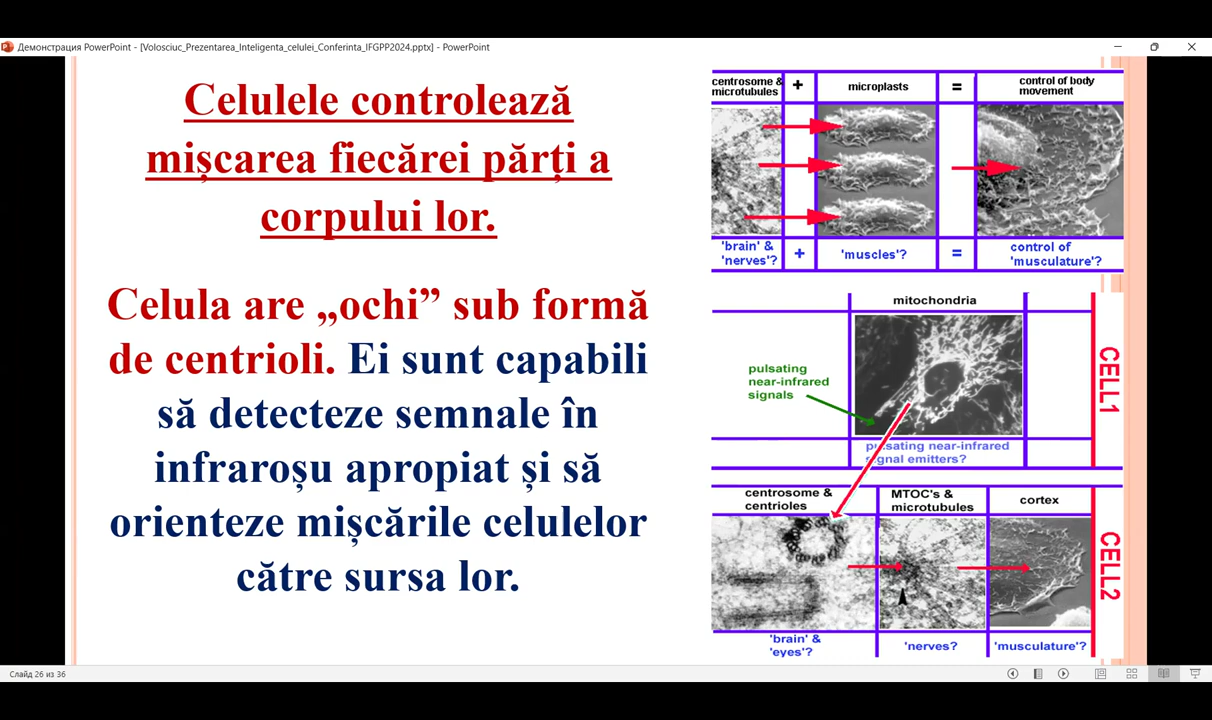 Демонстрация PowerPoint - [Volosciuc_Prezentarea_Inteligenta_celulei_Conferinta_IFGPP2024.pptx] - PowerPoint
Celulele controlează
mișcarea fiecărei părți a
corpului lor.
Celula are „ochi” sub formă
de centrioli. Ei sunt capabili
să detecteze semnale în
infraroșu apropiat și să
orienteze mișcările celulelor
către sursa lor.
centrosome &
microtubules
+
microplasts
=
control of body
movement
'brain' &
'nerves'?
+
'muscles'?
=
control of
'musculature'?
mitochondria
pulsating
near-infrared
signals
pulsating near-infrared
signal emitters?
CELL1
centrosome &
centrioles
MTOC's &
microtubules
cortex
CELL2
'brain' &
'eyes'?
'nerves?
'musculature'?
Слайд 26 из 36